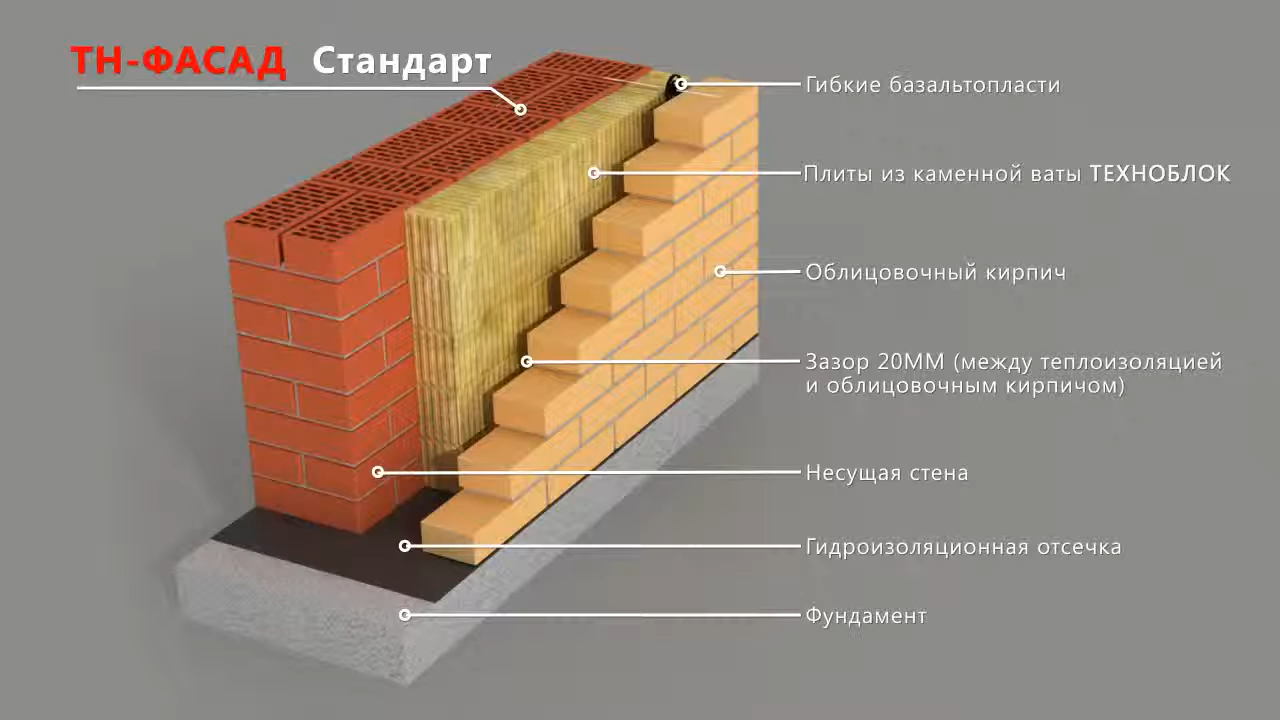 ТН-ФАСАД Стандарт
Гибкие базальтопласти
Плиты из каменной ваты ТЕХНОБЛОК
Облицовочный кирпич
Зазор 20ММ (между теплоизоляцией
и облицовочным кирпичом)
Несущая стена
Гидроизоляционная отсечка
Фундамент